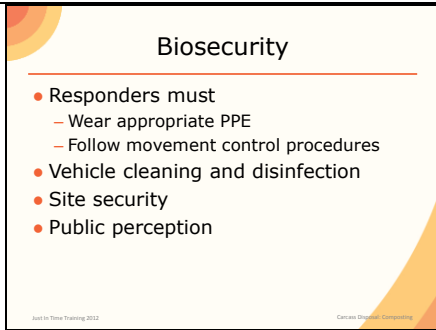 Biosecurity
• Responders must
– Wear appropriate PPE
– Follow movement control procedures
• Vehicle cleaning and disinfection
• Site security
• Public perception
Just In Time Training 2012
Carcass Disposal: Composting